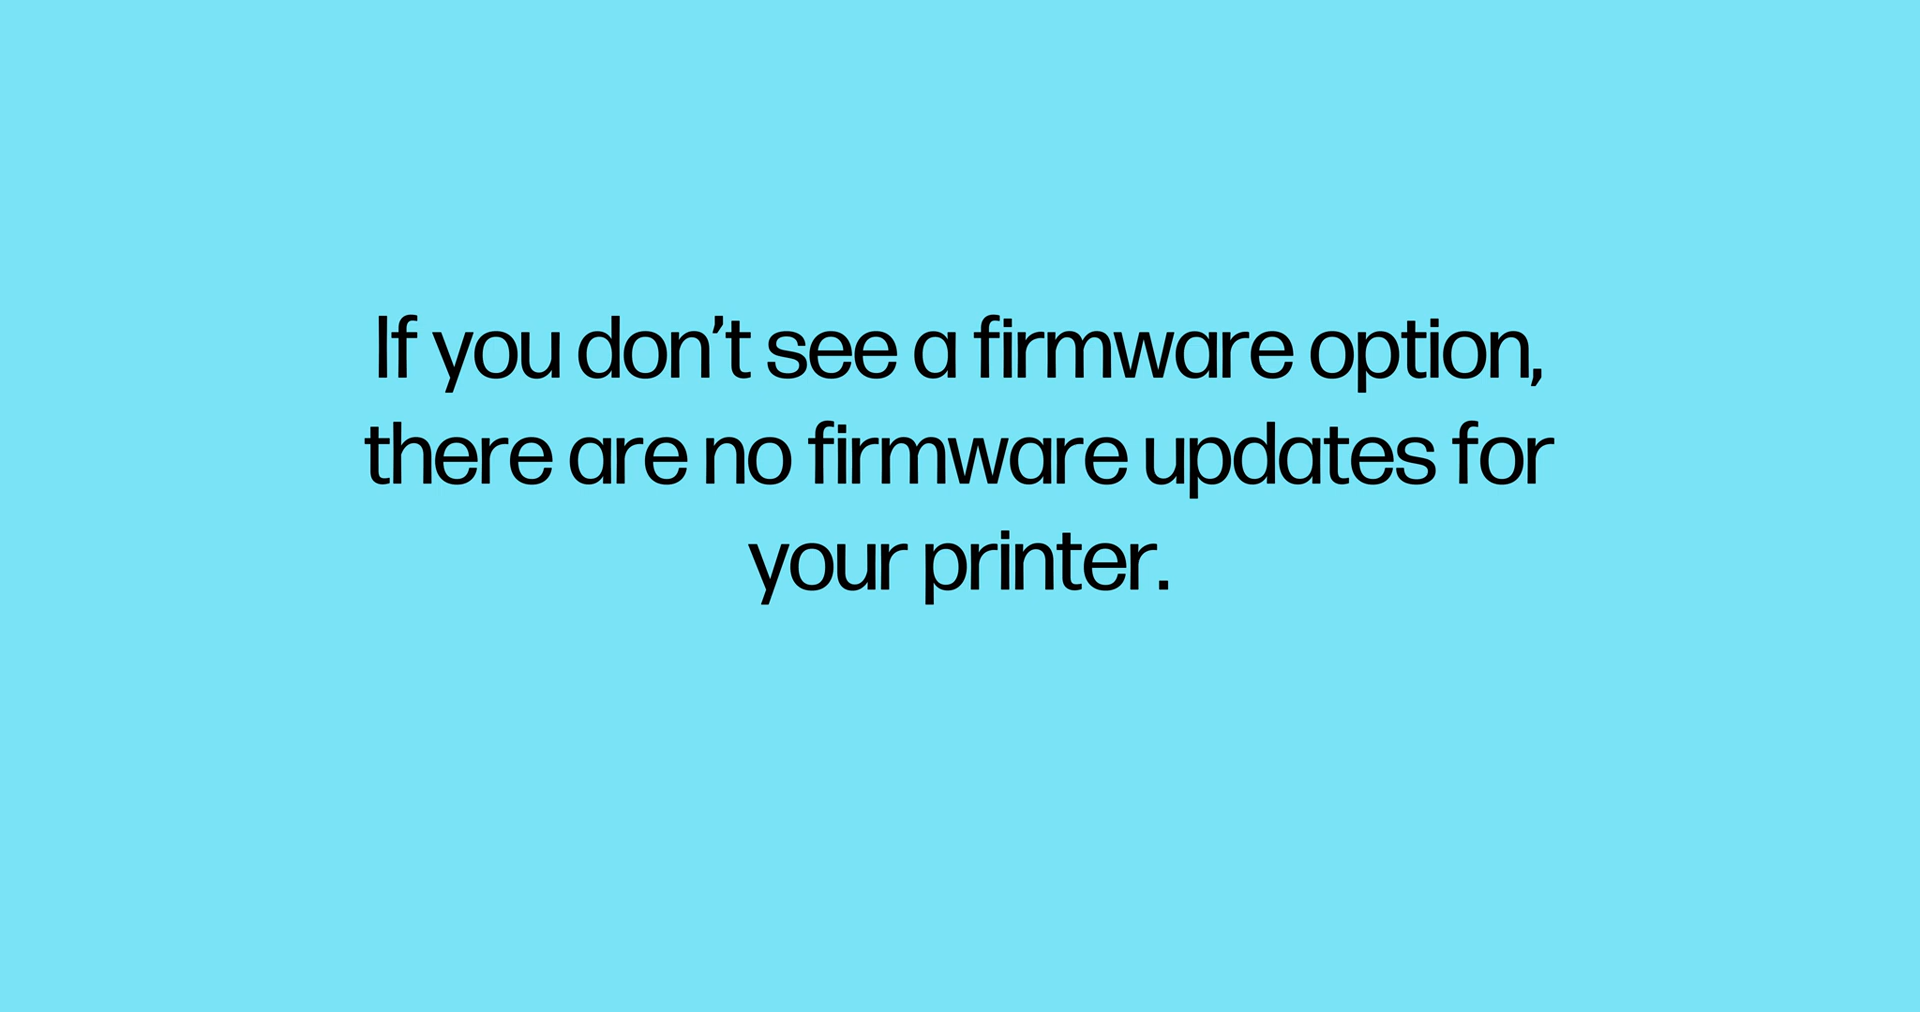 If you don’t see a firmware option,
there are no firmware updates for
your printer.